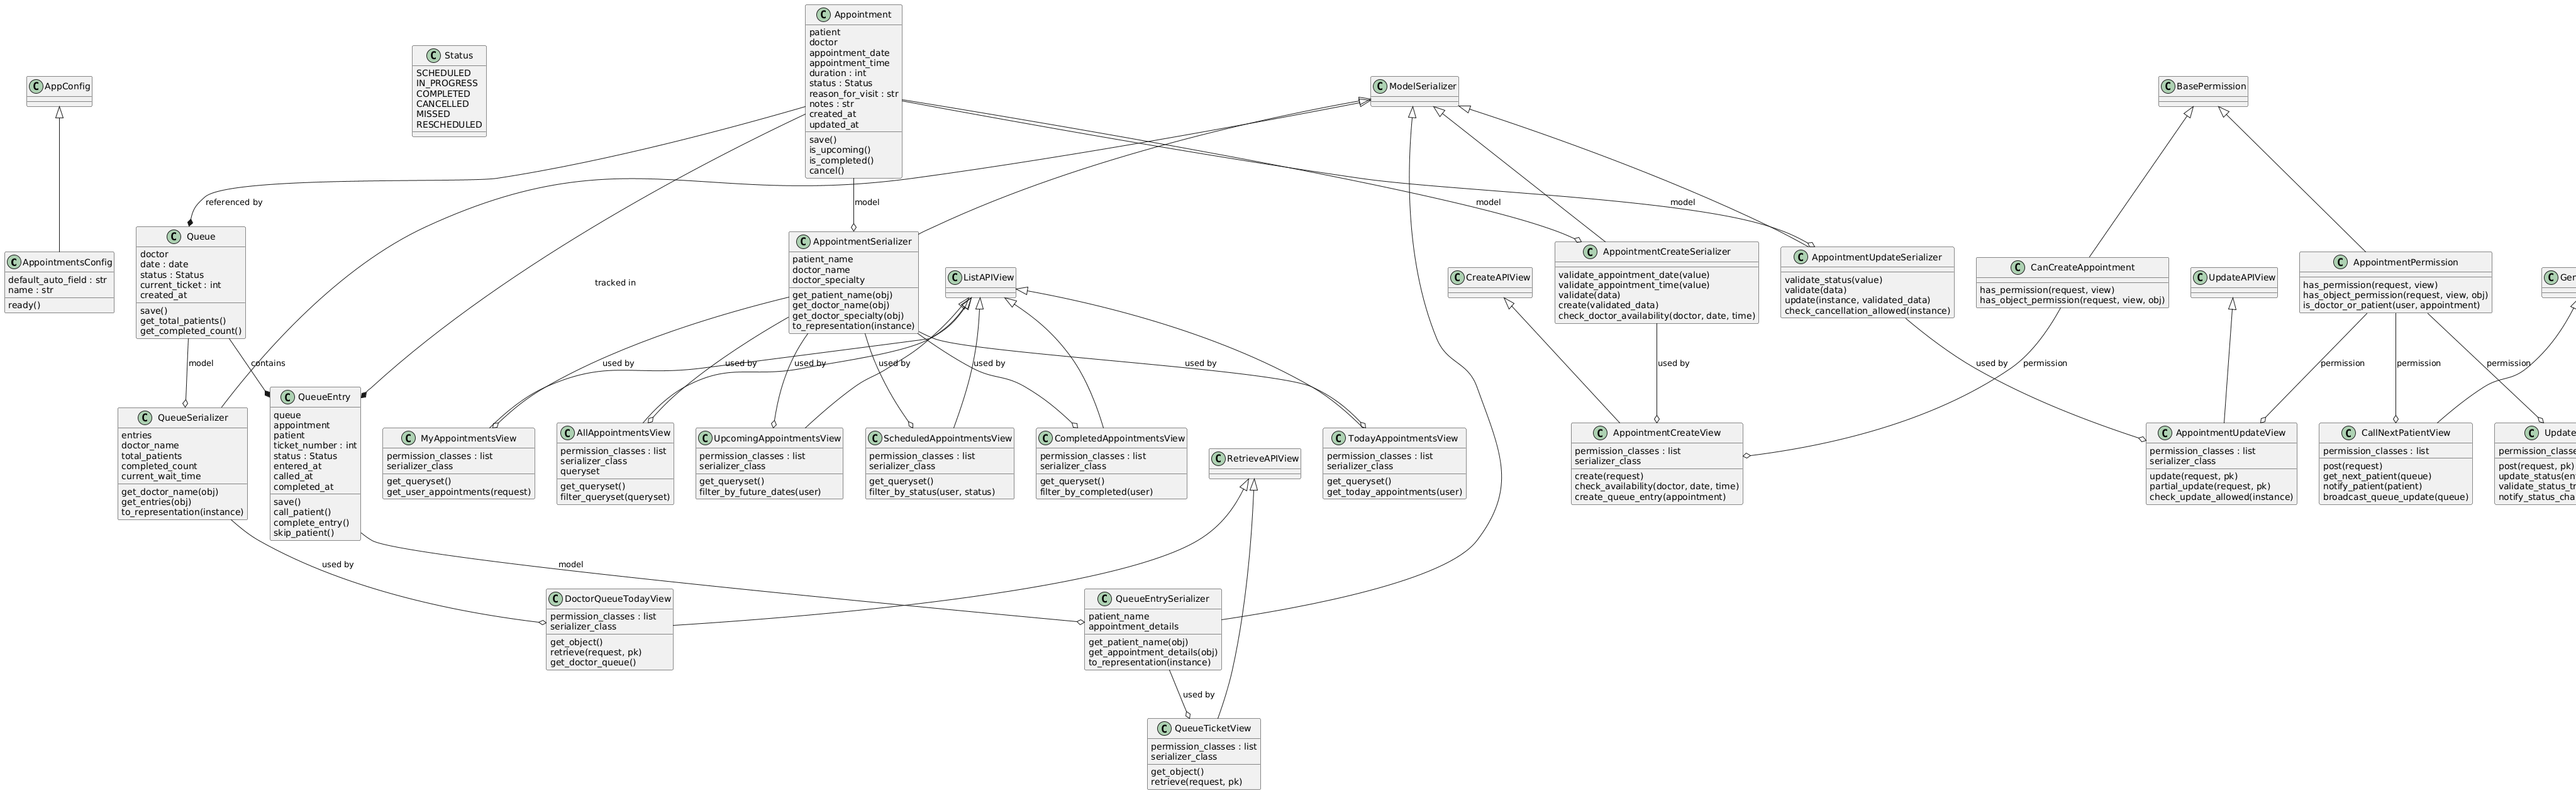 C Appointment
patient
doctor
appointment_date
appointment_time
duration : int
status : Status
reason_for_visit : str
notes : str
created_at
updated_at
save()
is_upcoming()
is_completed()
cancel()
C Status
SCHEDULED
IN_PROGRESS
COMPLETED
CANCELLED
MISSED
RESCHEDULED
C AppConfig
C ModelSerializer
C BasePermission
referenced by
model
model
model
tracked in
C AppointmentsConfig
default_auto_field : str
name : str
ready()
C Queue
doctor
date : date
status : Status
current_ticket : int
created_at
save()
get_total_patients()
get_completed_count()
C AppointmentSerializer
patient_name
doctor_name
doctor_specialty
get_patient_name(obj)
get_doctor_name(obj)
get_doctor_specialty(obj)
to_representation(instance)
C ListAPIView
C CreateAPIView
C AppointmentCreateSerializer
validate_appointment_date(value)
validate_appointment_time(value)
validate(data)
create(validated_data)
check_doctor_availability(doctor, date, time)
C AppointmentUpdateSerializer
validate_status(value)
validate(data)
update(instance, validated_data)
check_cancellation_allowed(instance)
C CanCreateAppointment
has_permission(request, view)
has_object_permission(request, view, obj)
C UpdateAPIView
C AppointmentPermission
has_permission(request, view)
has_object_permission(request, view, obj)
is_doctor_or_patient(user, appointment)
C Ger
model
contains
used by
used by
used by
used by
used by
used by
used by
used by
permission
permission
permission
permission
C QueueSerializer
entries
doctor_name
total_patients
completed_count
current_wait_time
get_doctor_name(obj)
get_entries(obj)
to_representation(instance)
C QueueEntry
queue
appointment
patient
ticket_number : int
status : Status
entered_at
called_at
completed_at
save()
call_patient()
complete_entry()
skip_patient()
C MyAppointmentsView
permission_classes : list
serializer_class
get_queryset()
get_user_appointments(request)
C AllAppointmentsView
permission_classes : list
serializer_class
queryset
get_queryset()
filter_queryset(queryset)
C UpcomingAppointmentsView
permission_classes : list
serializer_class
get_queryset()
filter_by_future_dates(user)
C ScheduledAppointmentsView
permission_classes : list
serializer_class
get_queryset()
filter_by_status(user, status)
C CompletedAppointmentsView
permission_classes : list
serializer_class
get_queryset()
filter_by_completed(user)
C RetrieveAPIView
C TodayAppointmentsView
permission_classes : list
serializer_class
get_queryset()
get_today_appointments(user)
C AppointmentCreateView
permission_classes : list
serializer_class
create(request)
check_availability(doctor, date, time)
create_queue_entry(appointment)
C AppointmentUpdateView
permission_classes : list
serializer_class
update(request, pk)
partial_update(request, pk)
check_update_allowed(instance)
C CallNextPatientView
permission_classes : list
post(request)
get_next_patient(queue)
notify_patient(patient)
broadcast_queue_update(queue)
C Update
permission_classe
post(request, pk)
update_status(en
validate_status_tr
notify_status_cha
used by
model
C DoctorQueueTodayView
permission_classes : list
serializer_class
get_object()
retrieve(request, pk)
get_doctor_queue()
C QueueEntrySerializer
patient_name
appointment_details
get_patient_name(obj)
get_appointment_details(obj)
to_representation(instance)
used by
C QueueTicketView
permission_classes : list
serializer_class
get_object()
retrieve(request, pk)